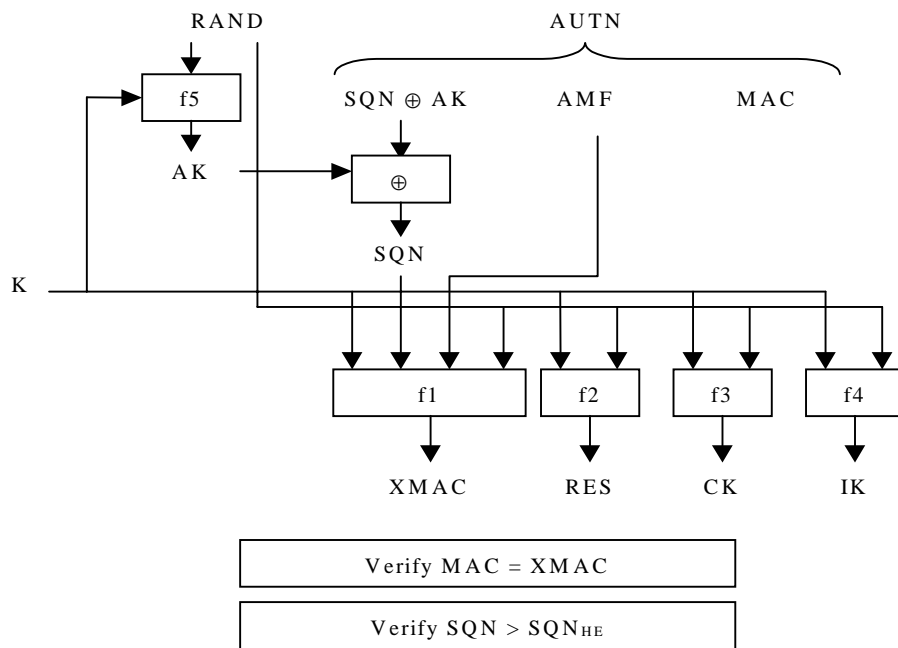 RAND AUTN
f5 SQN ⊕ AK AMF MAC
AK ⊕
SQN
K
f1 f2 f3 f4
XMAC RES CK IK
Verify MAC = XMAC
Verify SQN > SQN_HE